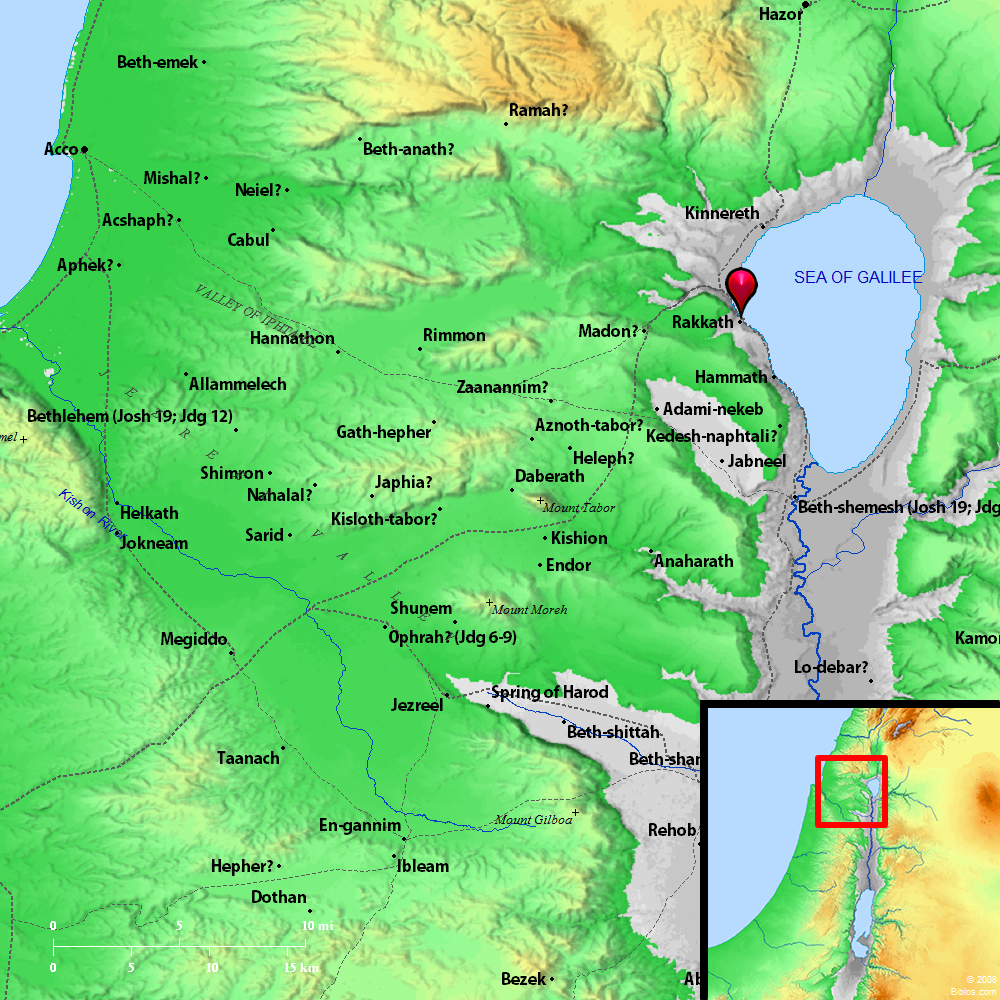 Hazor
Beth-emek
Ramah?
Acco
Beth-anath?
Mishal?
Neiel?
Acshaph?
Kinnereth
Cabul
Aphek?
SEA OF GALILEE
VALLEY OF IPHTAHEL
Rakkath
Madon?
Rimmon
Hannathon
Hammath
Allammelech
Zaanannim?
Adami-nekeb
Bethlehem (Josh 19; Jdg 12)
Aznoth-tabor?
Kedesh-naphtali?
Gath-hepher
mel
Heleph?
Jabneel
JEZREEL VALLEY
Shimron
Daberath
Japhia?
Nahalal?
Kishon River
Mount Tabor
Beth-shemesh (Josh 19; Jdg
Helkath
Kisloth-tabor?
Sarid
Kishion
Jokneam
Anaharath
Endor
Shunem
Mount Moreh
Ophrah? (Jdg 6-9)
Megiddo
Kamo
Lo-debar?
Spring of Harod
Jezreel
Beth-shittah
Taanach
Beth-shan
Mount Gilboa
En-gannim
Rehob
Hepher?
Ibleam
Dothan
0 5 10 mi
0 5 10 15 km
Bezek
Ab
© 2008
Biblos.com